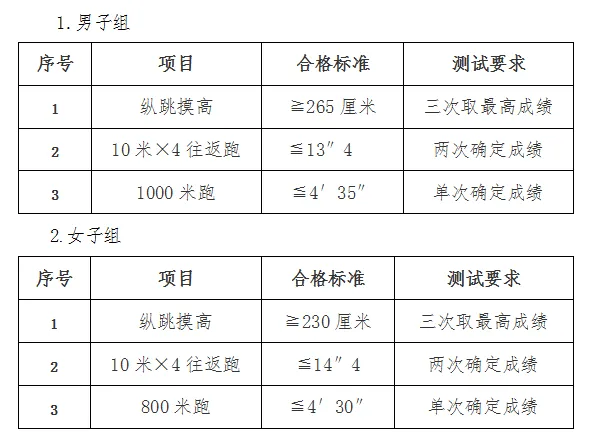 1.男子组
序号 项目 合格标准 测试要求
1 纵跳摸高 ≧265 厘米 三次取最高成绩
2 10 米×4 往返跑 ≦13″4 两次确定成绩
3 1000 米跑 ≦4′35″ 单次确定成绩
2.女子组
序号 项目 合格标准 测试要求
1 纵跳摸高 ≧230 厘米 三次取最高成绩
2 10 米×4 往返跑 ≦14″4 两次确定成绩
3 800 米跑 ≦4′30″ 单次确定成绩